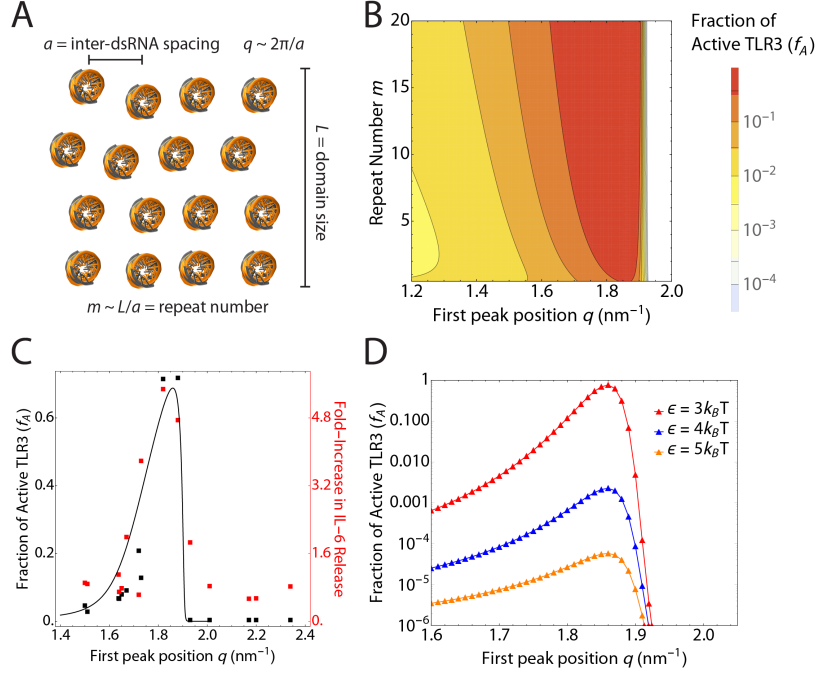 A
a = inter-dsRNA spacing
q ~ 2π/a
L = domain size
m ~ L/a = repeat number
B
Fraction of
Active TLR3 (fA)
20
15
10
5
Repeat Number m
1.2
1.4
1.6
1.8
2.0
First peak position q (nm⁻¹)
10⁻¹
10⁻²
10⁻³
10⁻⁴
C
Fraction of Active TLR3 (fA)
0.6
0.4
0.2
0.
4.8
3.2
1.6
0.
Fold−Increase in IL−6
Release
1.4
1.6
1.8
2.0
2.2
2.4
First peak position q (nm⁻¹)
D
Fraction of Active TLR3 (fA)
1
0.100
0.010
0.001
10⁻⁴
10⁻⁵
10⁻⁶
ϵ = 3kBT
ϵ = 4kBT
ϵ = 5kBT
1.6
1.7
1.8
1.9
2.0
First peak position q (nm⁻¹)